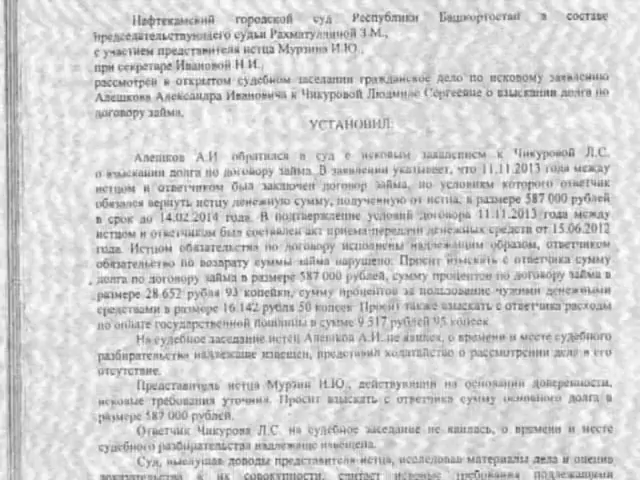 Нефтекамский городской суд Республики Башкортостан в составе
председательствующего судьи Рахматуллиной З.М.,
с участием представителя истца Мурзин И.Ю.,
при секретаре Ивановой Н.И.,
рассмотрев в открытом судебном заседании гражданское дело по исковому заявлению
Алешкова Александра Ивановича к Чикуровой Людмиле Сергеевне о взыскании долга по
договору займа,
УСТАНОВИЛ:
Алешков А.И обратился в суд с исковым заявлением к Чикуровой Л.С.
о взыскании долга по договору займа. В заявлении указывает, что 11.11.2013 года между
истцом и ответчиком был заключен договор займа, по условиям которого ответчик
обязался вернуть истцу денежную сумму, полученную от истца, в размере 587 000 рублей
в срок до 14.02.2014 года. В подтверждение условий договора 11.11.2013 года между
истцом и ответчиком был составлен акт приема-передачи денежных средств от 15.06.2012
года. Истцом обязательства по договору исполнены надлежащим образом, ответчиком
обязательство по возврату суммы займа нарушено. Просит взыскать с ответчика сумму
долга по договору займа в размере 587 000 рублей, сумму процентов по договору займа в
размере 28 652 рубля 93 копейки, сумму процентов за пользование чужими денежными
средствами в размере 16 142 рубля 50 копеек. Просит также взыскать с ответчика расходы
по оплате государственной пошлины в сумме 9 517 рублей 95 копеек.
На судебное заседание истец Алешков А.И. не явился, о времени и месте судебного
разбирательства надлежаще извещен, представил ходатайство о рассмотрении дела в его
отсутствие.
Представитель истца Мурзин И.Ю., действующий на основании доверенности,
исковые требования уточнил. Просит взыскать с ответчика сумму основного долга в
размере 587 000 рублей.
Ответчик Чикурова Л.С. на судебное заседание не явилась, о времени и месте
судебного разбирательства надлежаще извещена.
Суд, выслушав доводы представителя истца, исследовав материалы дела и оценив
доказательства в их совокупности, считает исковые требования подлежащими